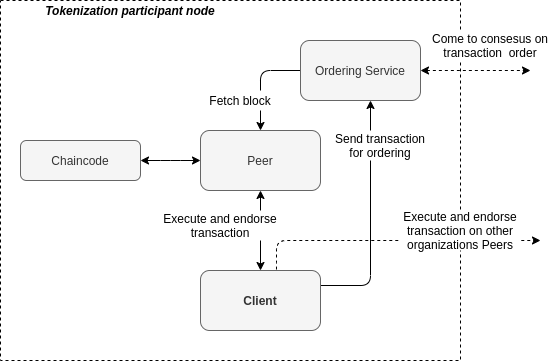 Tokenization participant node
Come to consesus on
transaction order
Ordering Service
Fetch block
Send transaction
for ordering
Chaincode
Peer
Execute and endorse
transaction
Execute and endorse
transaction on other
organizations Peers
Client